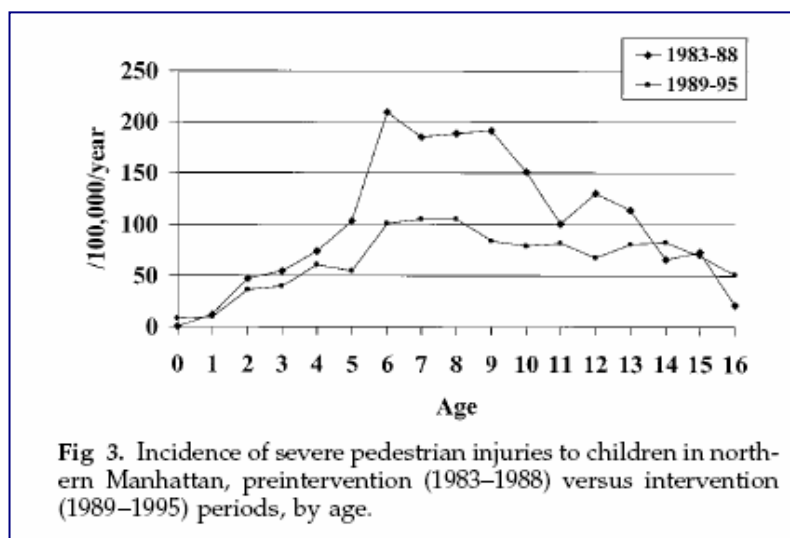 1983-88
1989-95
250
200
150
100
50
0
/100,000/year
0 1 2 3 4 5 6 7 8 9 10 11 12 13 14 15 16
Age
Fig 3. Incidence of severe pedestrian injuries to children in north-
ern Manhattan, preintervention (1983–1988) versus intervention
(1989–1995) periods, by age.